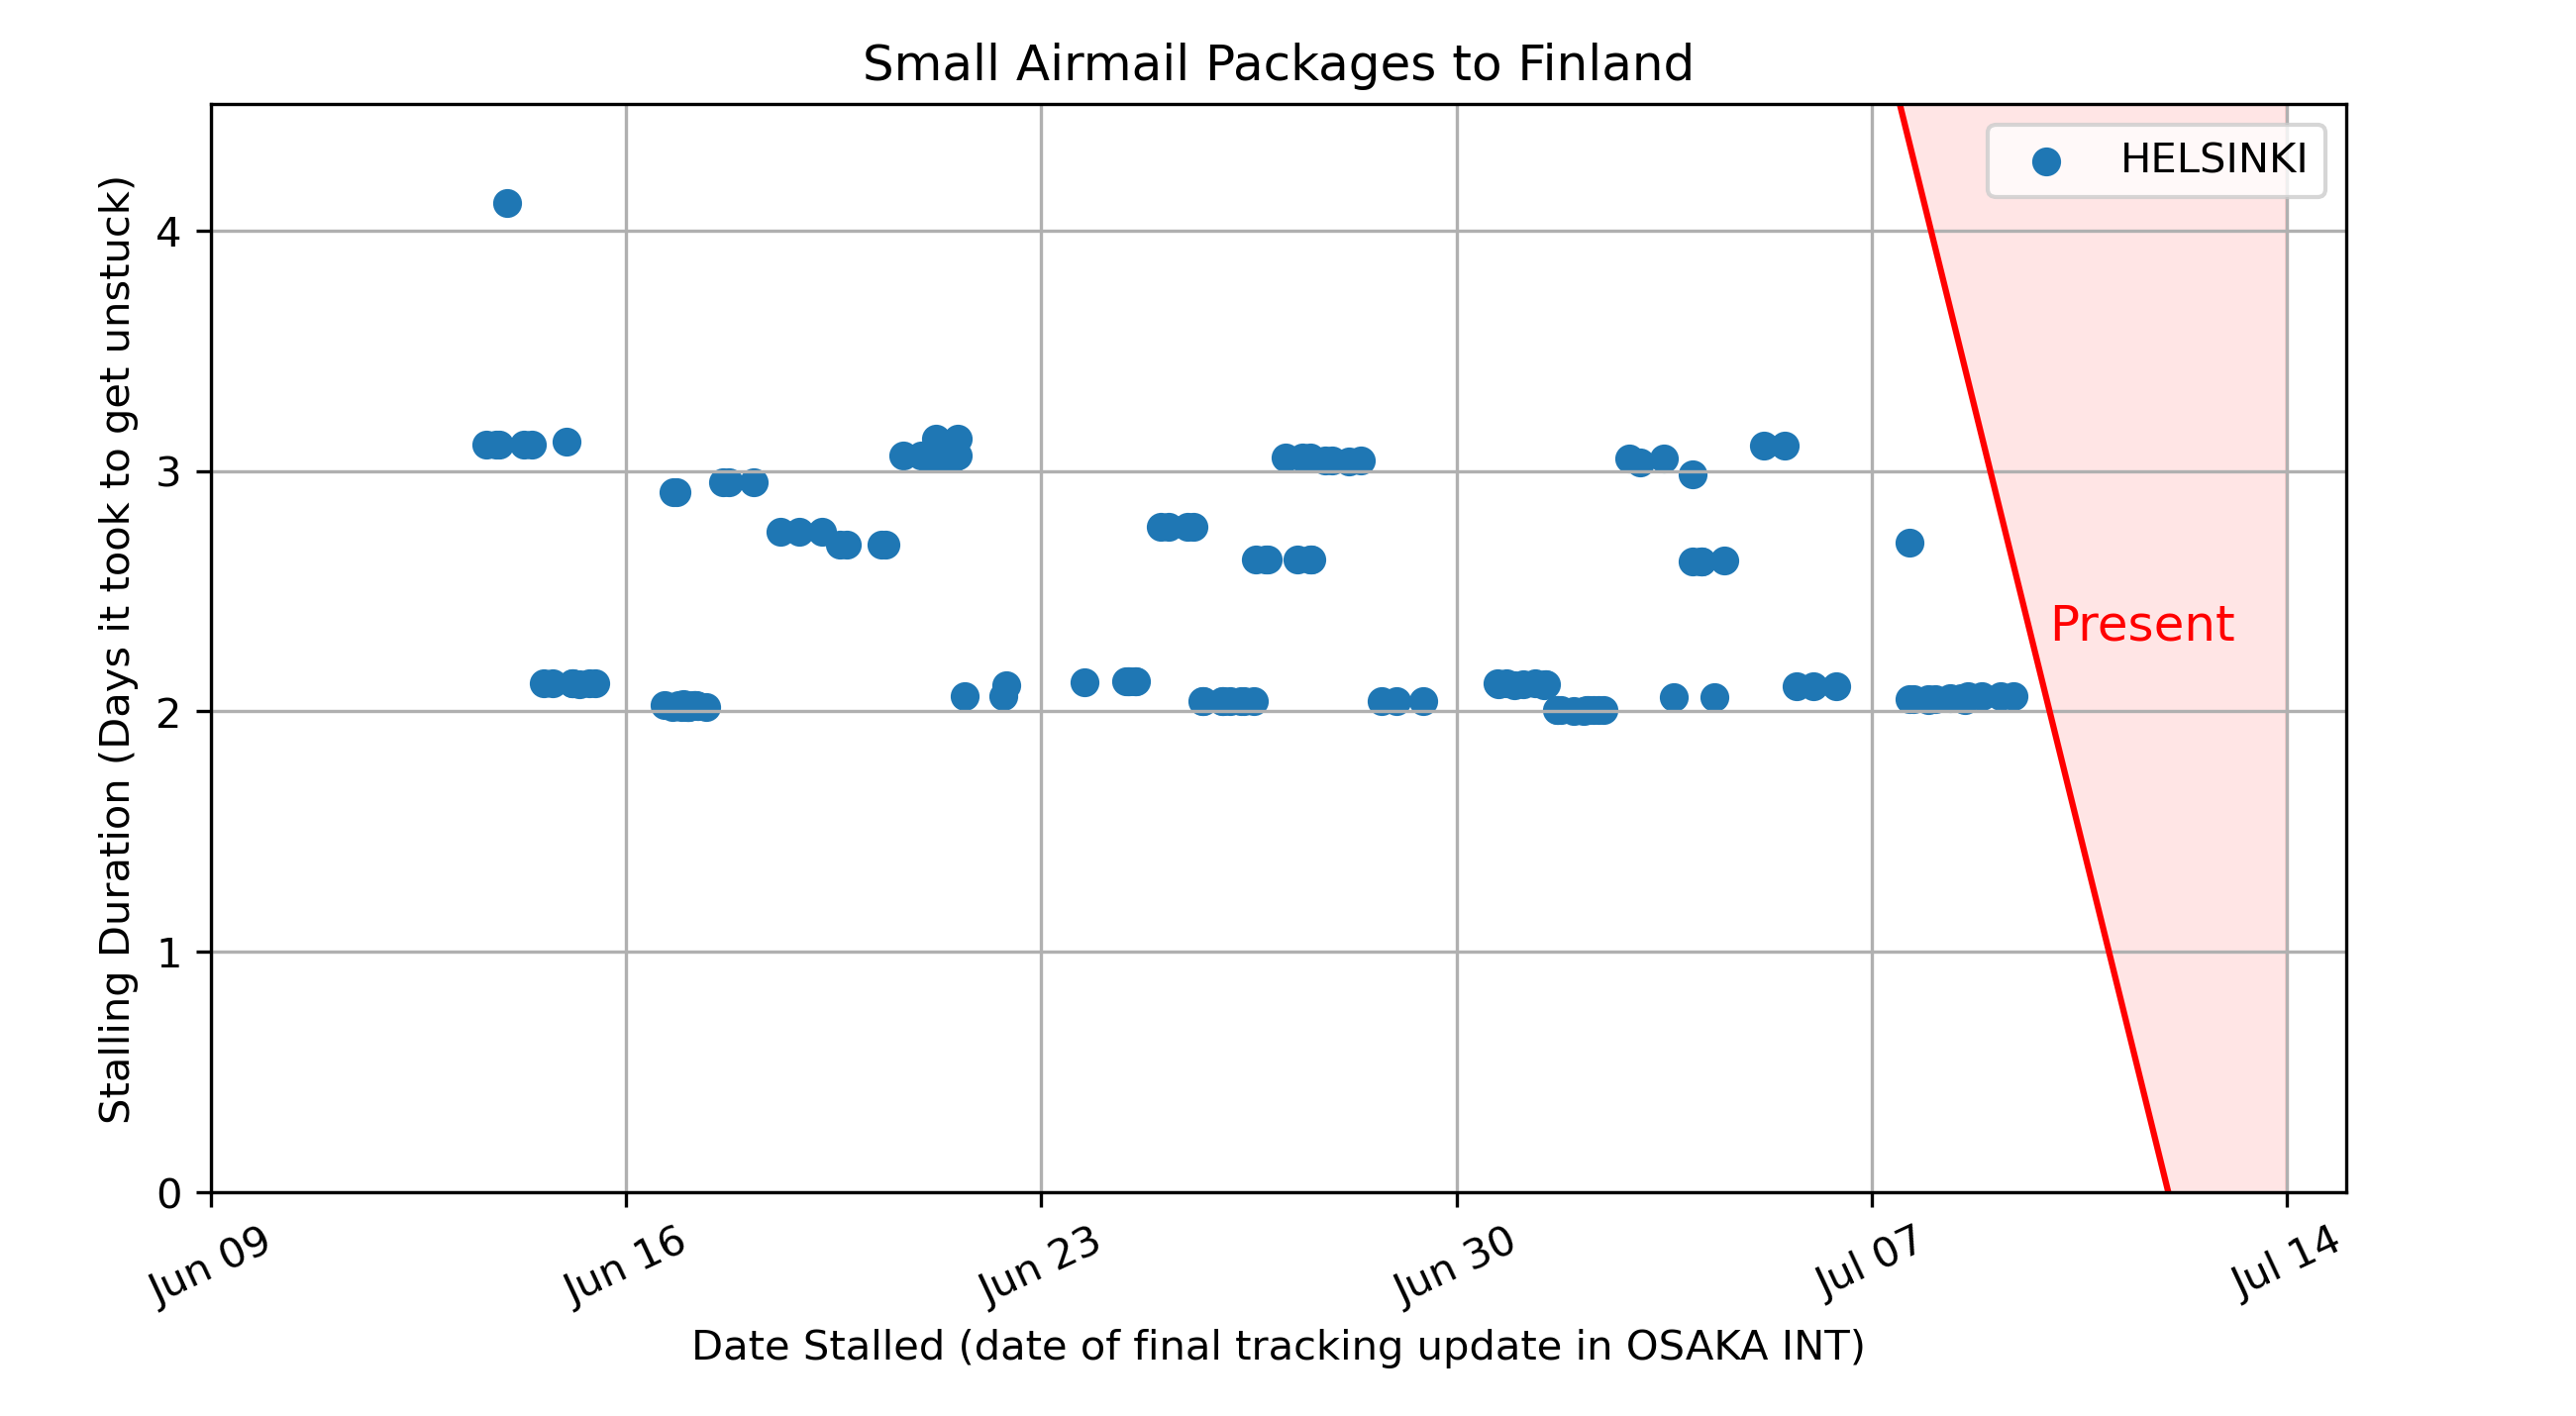 Small Airmail Packages to Finland
HELSINKI
Stalling Duration (Days it took to get unstuck)
4
3
2
1
0
Present
Jun 09
Jun 16
Jun 23
Jun 30
Jul 07
Jul 14
Date Stalled (date of final tracking update in OSAKA INT)